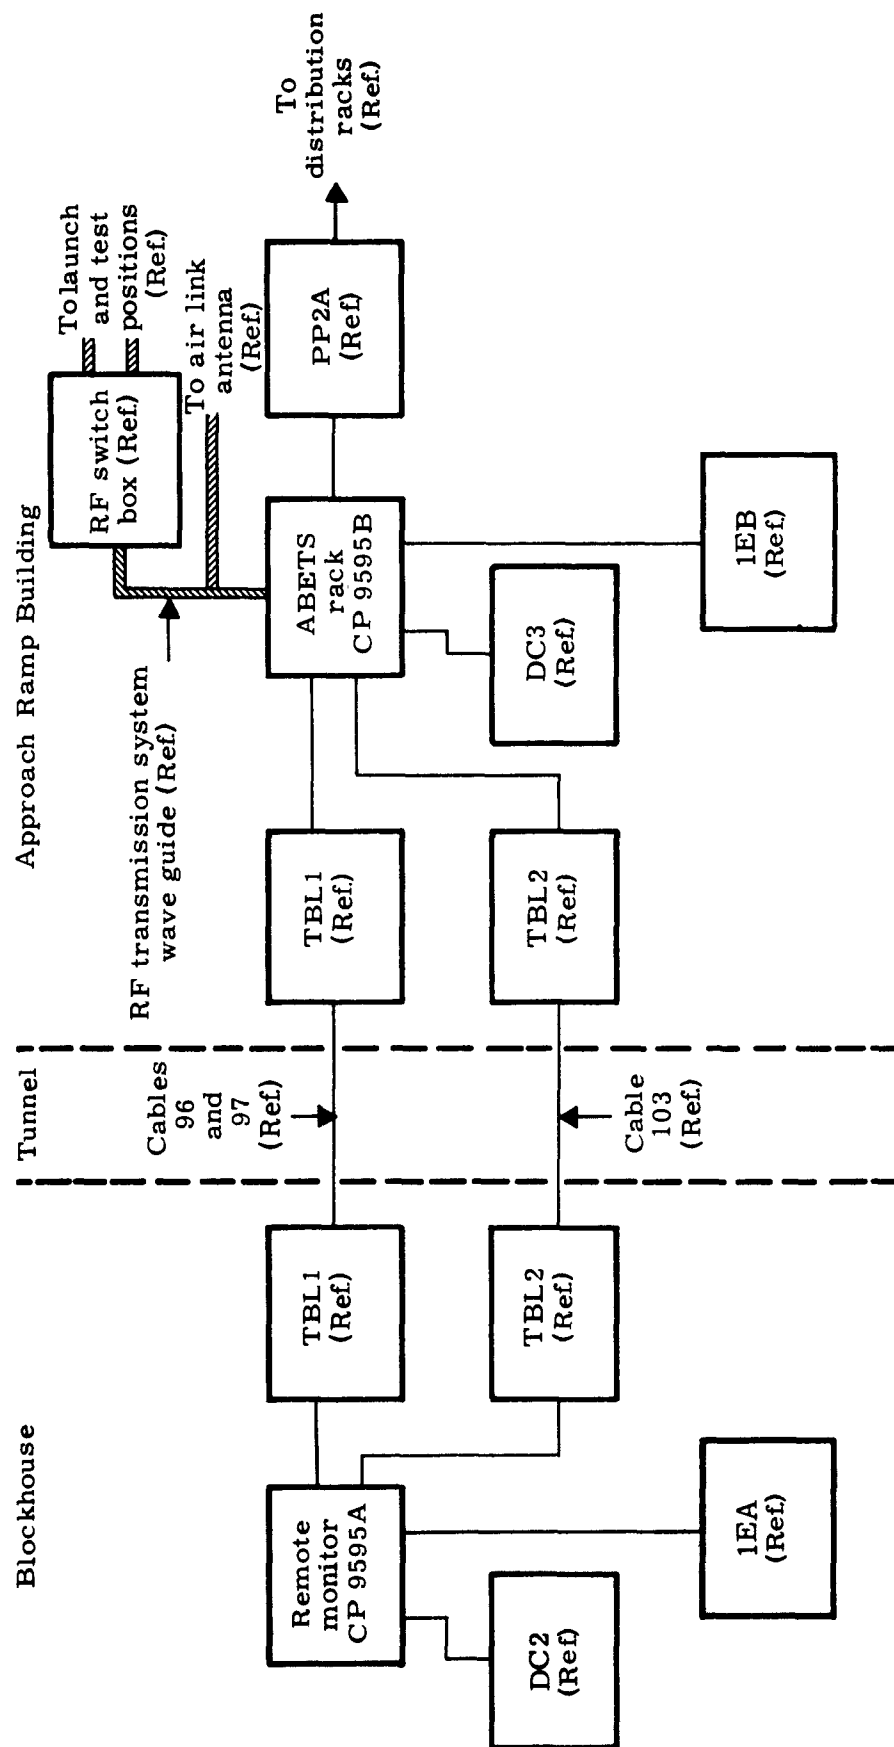 Blockhouse
Tunnel
Approach Ramp Building
Remote
monitor
CP 9595A
DC2
(Ref.)
1EA
(Ref.)
TBL1
(Ref.)
TBL2
(Ref.)
Cables
96
and
97
(Ref.)
Cable
103
(Ref.)
TBL1
(Ref.)
TBL2
(Ref.)
RF transmission system
wave guide (Ref.)
ABETS
rack
CP 9595B
DC3
(Ref.)
1EB
(Ref.)
RF switch
box (Ref.)
To launch
and test
positions
(Ref.)
To air link
antenna
(Ref.)
PP2A
(Ref.)
To
distribution
racks
(Ref.)